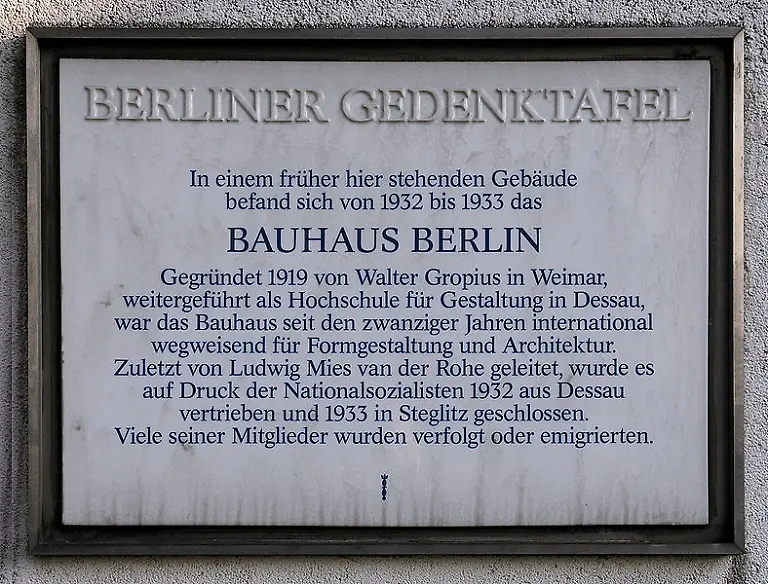 BERLINER GEDENKTAFEL
In einem früher hier stehenden Gebäude
befand sich von 1932 bis 1933 das
BAUHAUS BERLIN
Gegründet 1919 von Walter Gropius in Weimar,
weitergeführt als Hochschule für Gestaltung in Dessau,
war das Bauhaus seit den zwanziger Jahren international
wegweisend für Formgestaltung und Architektur.
Zuletzt von Ludwig Mies van der Rohe geleitet, wurde es
auf Druck der Nationalsozialisten 1932 aus Dessau
vertrieben und 1933 in Steglitz geschlossen.
Viele seiner Mitglieder wurden verfolgt oder emigrierten.